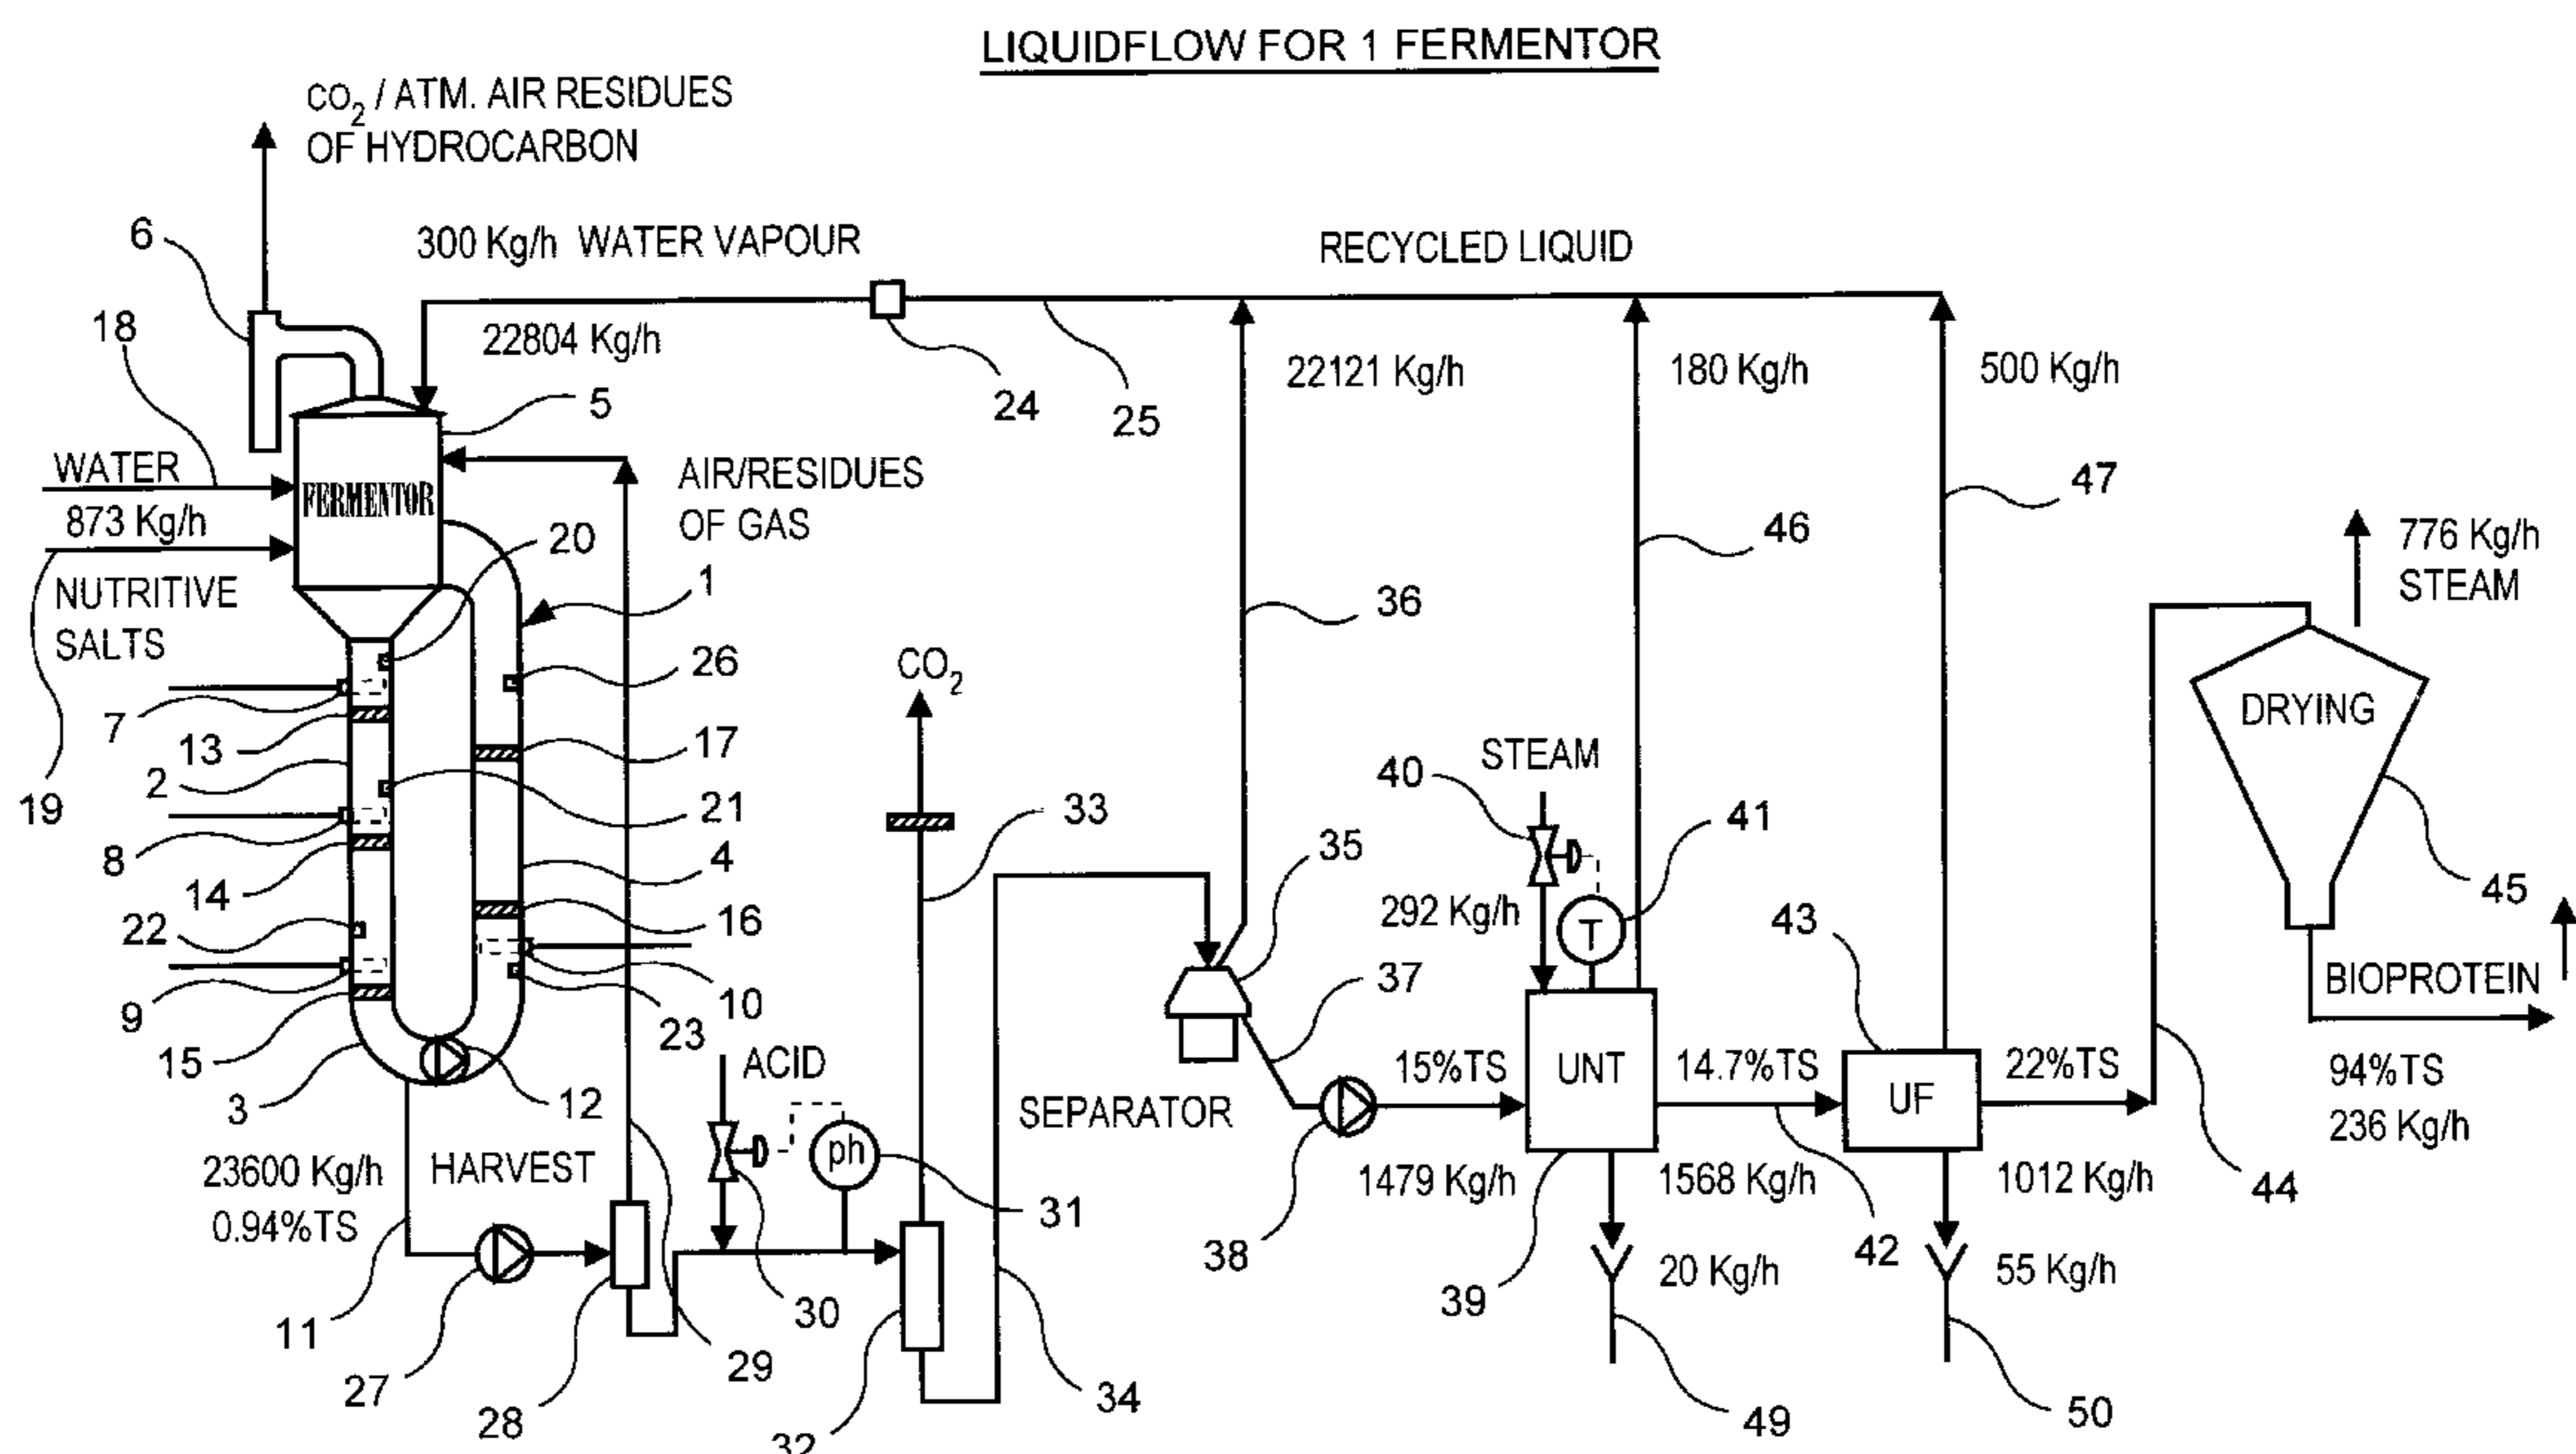 LIQUIDFLOW FOR 1 FERMENTOR
CO2 / ATM. AIR RESIDUES
OF HYDROCARBON
6
300 Kg/h WATER VAPOUR
RECYCLED LIQUID
18
22804 Kg/h
5
24
25
22121 Kg/h
180 Kg/h
500 Kg/h
WATER
FERMENTOR
873 Kg/h
AIR/RESIDUES
OF GAS
20
47
46
776 Kg/h
STEAM
NUTRITIVE
SALTS
1
36
26
CO2
7
13
17
DRYING
2
19
21
STEAM
40
41
33
8
14
4
35
45
22
16
292 Kg/h
T
43
9
10
23
37
BIOPROTEIN
15
3
12
ACID
SEPARATOR
15%TS
UNT
14.7%TS
UF
22%TS
94%TS
236 Kg/h
23600 Kg/h
0.94%TS
HARVEST
ph
31
1479 Kg/h
1568 Kg/h
1012 Kg/h
44
38
42
11
27
28
30
29
32
34
39
20 Kg/h
55 Kg/h
49
50